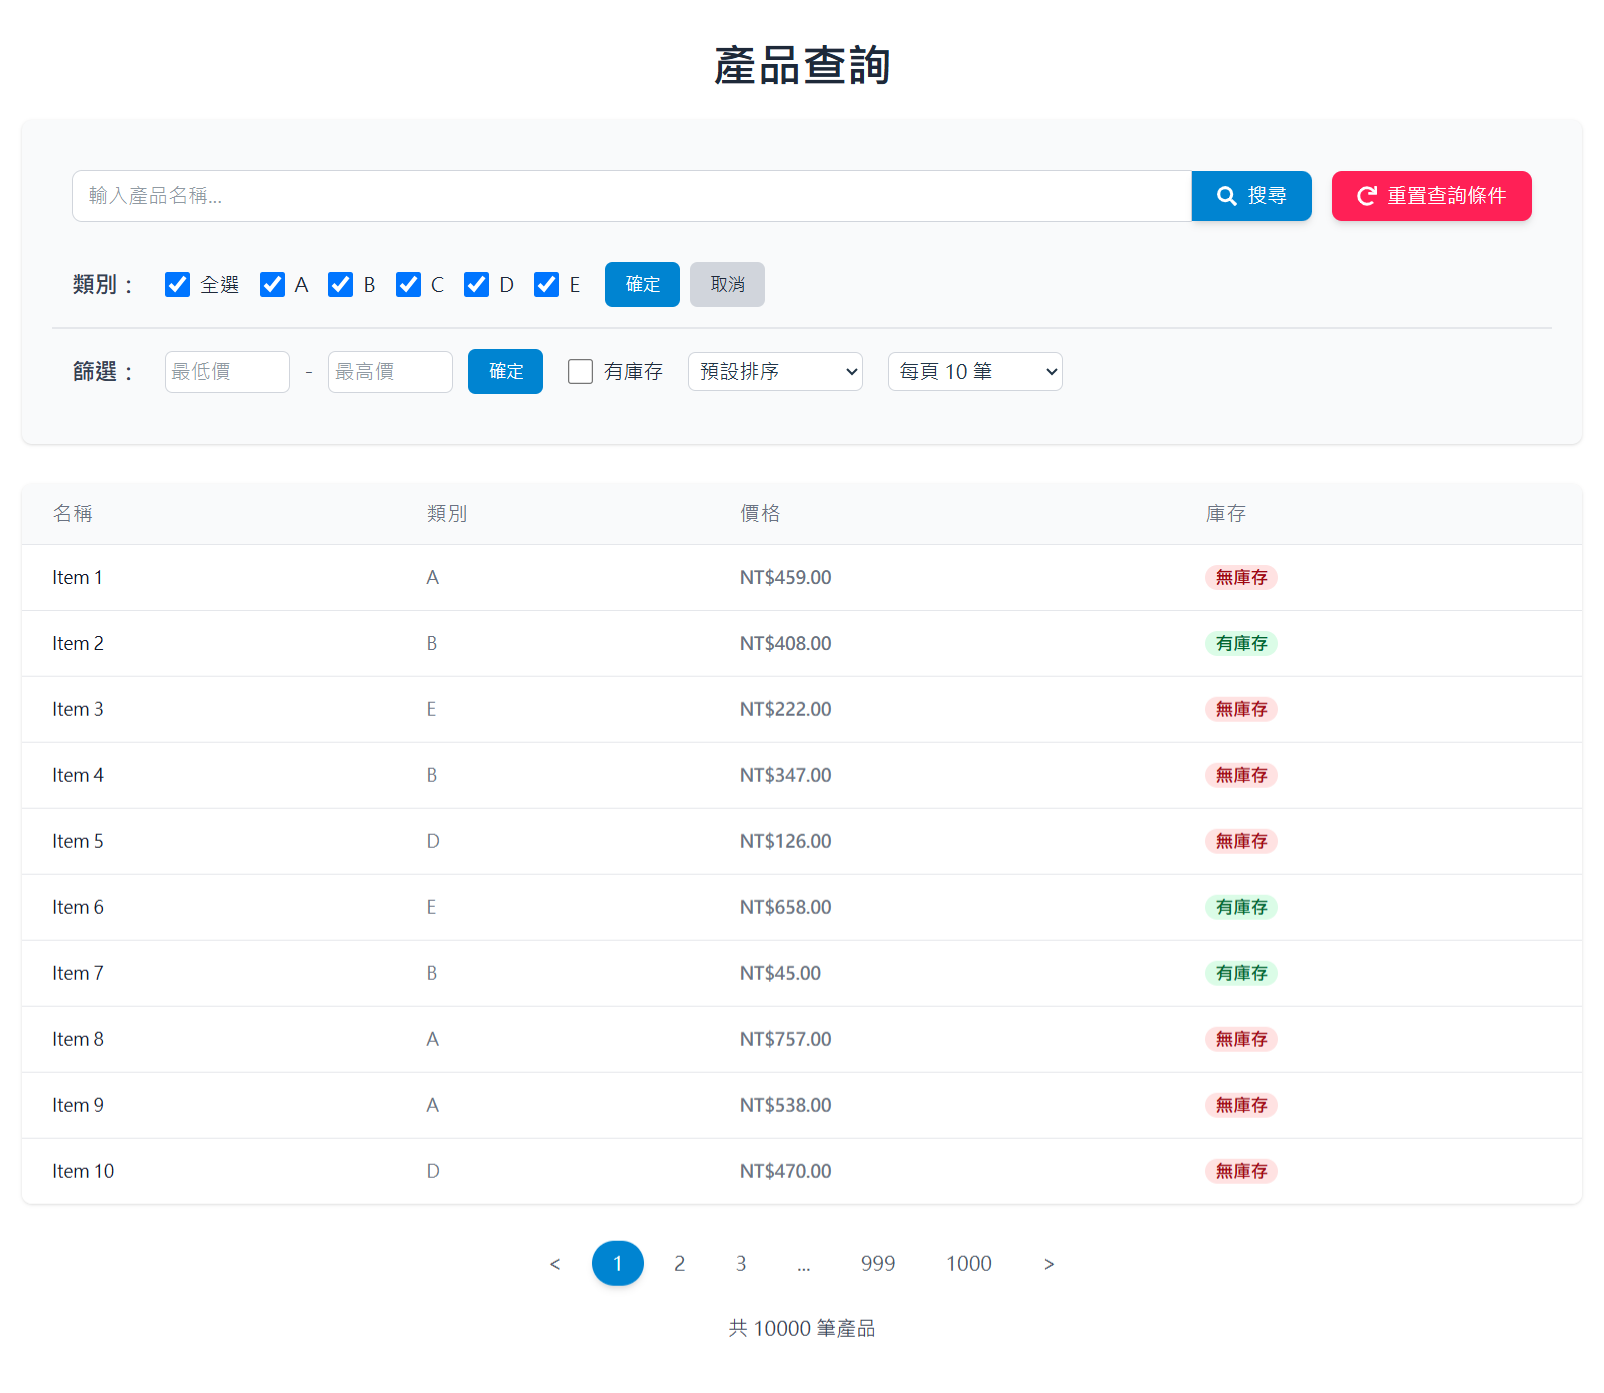 產品查詢
輸入產品名稱... 搜尋 重置查詢條件
類別： 全選 A B C D E 確定 取消
篩選： 最低價 - 最高價 確定 有庫存 預設排序 每頁 10 筆
名稱 類別 價格 庫存
Item 1 A NT$459.00 無庫存
Item 2 B NT$408.00 有庫存
Item 3 E NT$222.00 無庫存
Item 4 B NT$347.00 無庫存
Item 5 D NT$126.00 無庫存
Item 6 E NT$658.00 有庫存
Item 7 B NT$45.00 有庫存
Item 8 A NT$757.00 無庫存
Item 9 A NT$538.00 無庫存
Item 10 D NT$470.00 無庫存
< 1 2 3 ... 999 1000 >
共 10000 筆產品